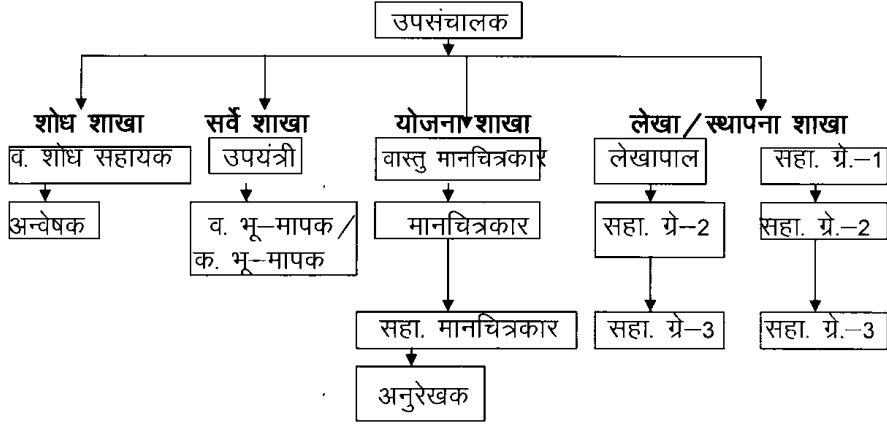 उपसंचालक
शोध शाखा सर्वे शाखा योजना शाखा लेखा / स्थापना शाखा
व. शोध सहायक उपयंत्री वास्तु मानचित्रकार लेखापाल सहा. ग्रे.–1
अन्वेषक व. भू–मापक / मानचित्रकार सहा. ग्रे–2 सहा. ग्रे.–2
क. भू–मापक
सहा. मानचित्रकार सहा. ग्रे–3 सहा. ग्रे.–3
अनुरेखक